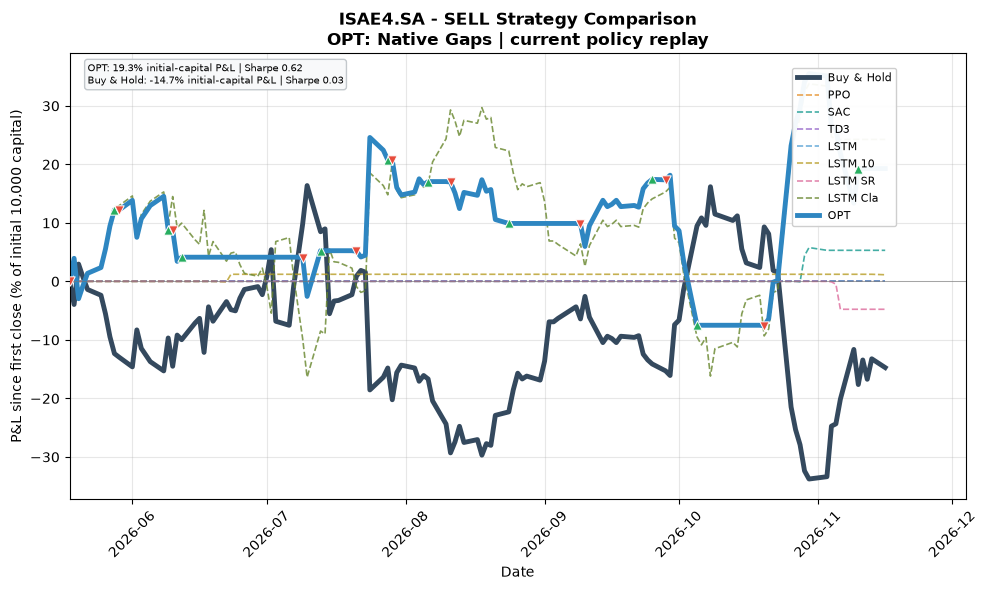 ISAE4.SA - SELL Strategy Comparison
OPT: Native Gaps | current policy replay
OPT: 19.3% initial-capital P&L | Sharpe 0.62
Buy & Hold: -14.7% initial-capital P&L | Sharpe 0.03
Buy & Hold
PPO
SAC
TD3
LSTM
LSTM 10
LSTM SR
LSTM Cla
OPT
P&L since first close (% of initial 10,000 capital)
30
20
10
0
−10
−20
−30
2026-06
2026-07
2026-08
2026-09
2026-10
2026-11
2026-12
Date